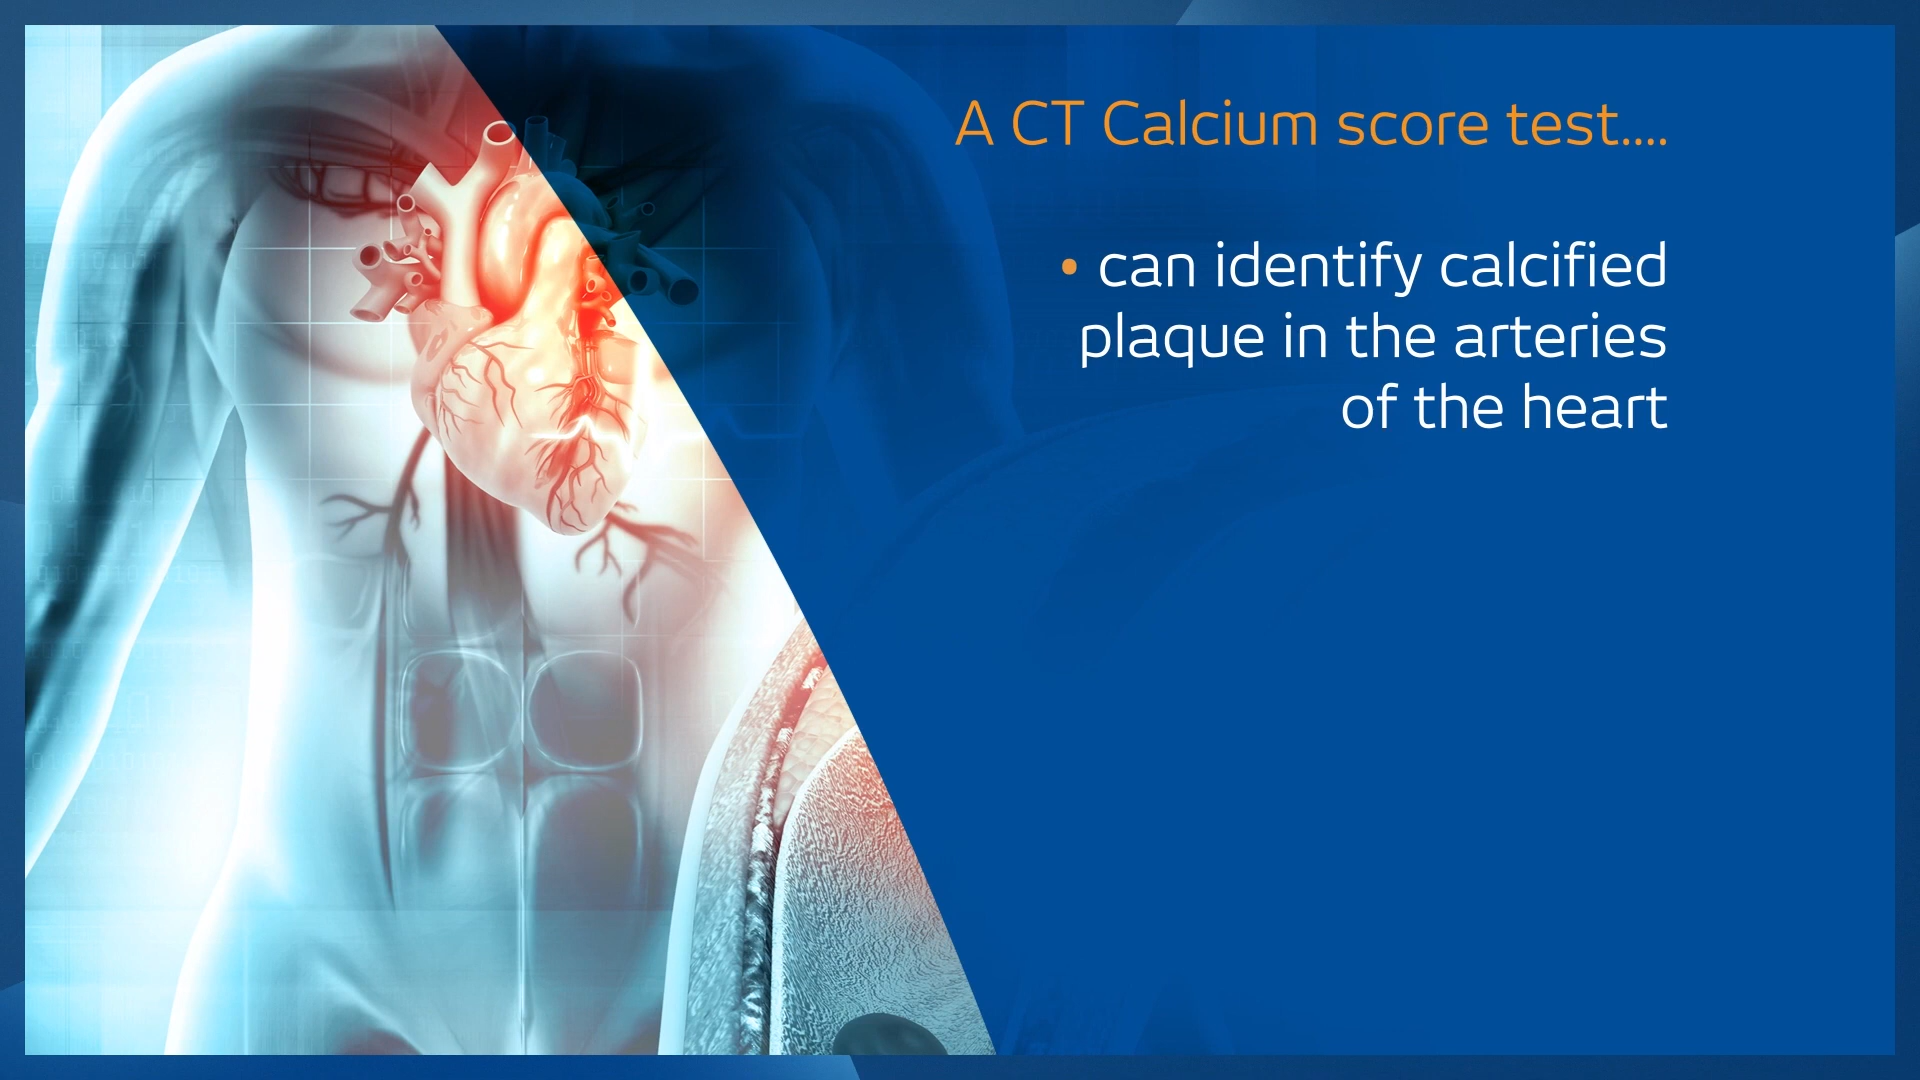 A CT Calcium score test....
• can identify calcified
plaque in the arteries
of the heart